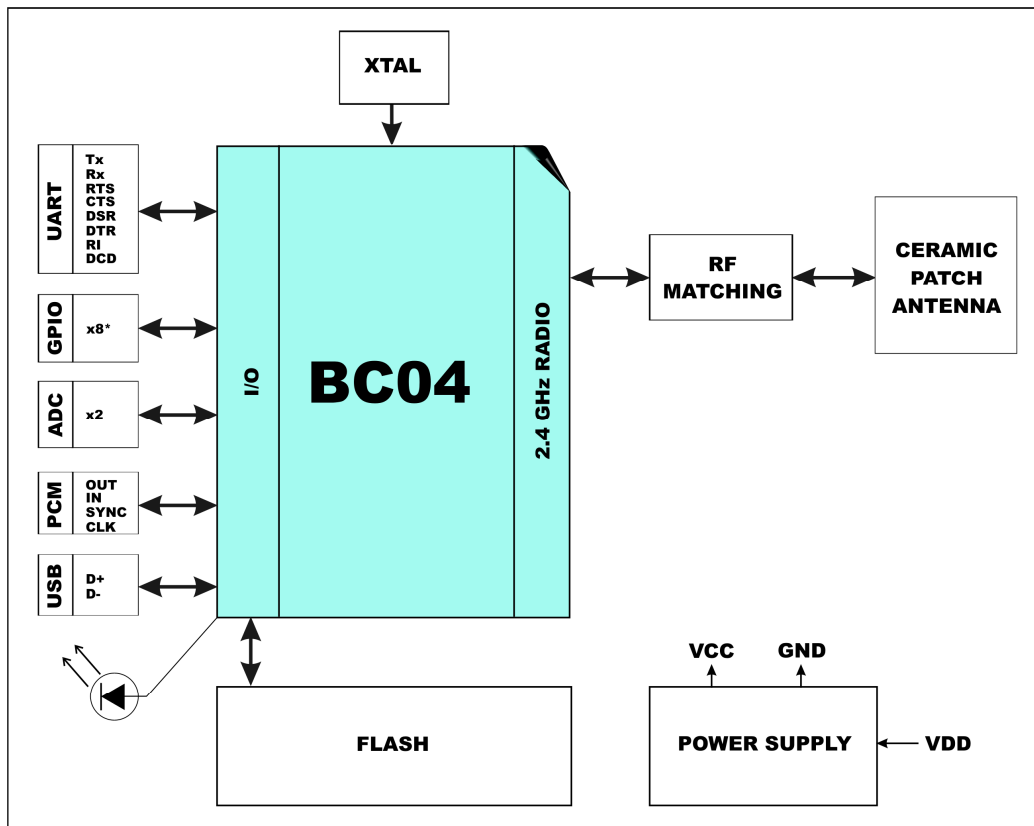 XTAL
UART
Tx
Rx
RTS
CTS
DSR
DTR
RI
DCD
GPIO
x8*
ADC
x2
PCM
OUT
IN
SYNC
CLK
USB
D+
D-
I/O
BC04
2.4 GHz RADIO
RF
MATCHING
CERAMIC
PATCH
ANTENNA
FLASH
VCC
GND
POWER SUPPLY
VDD